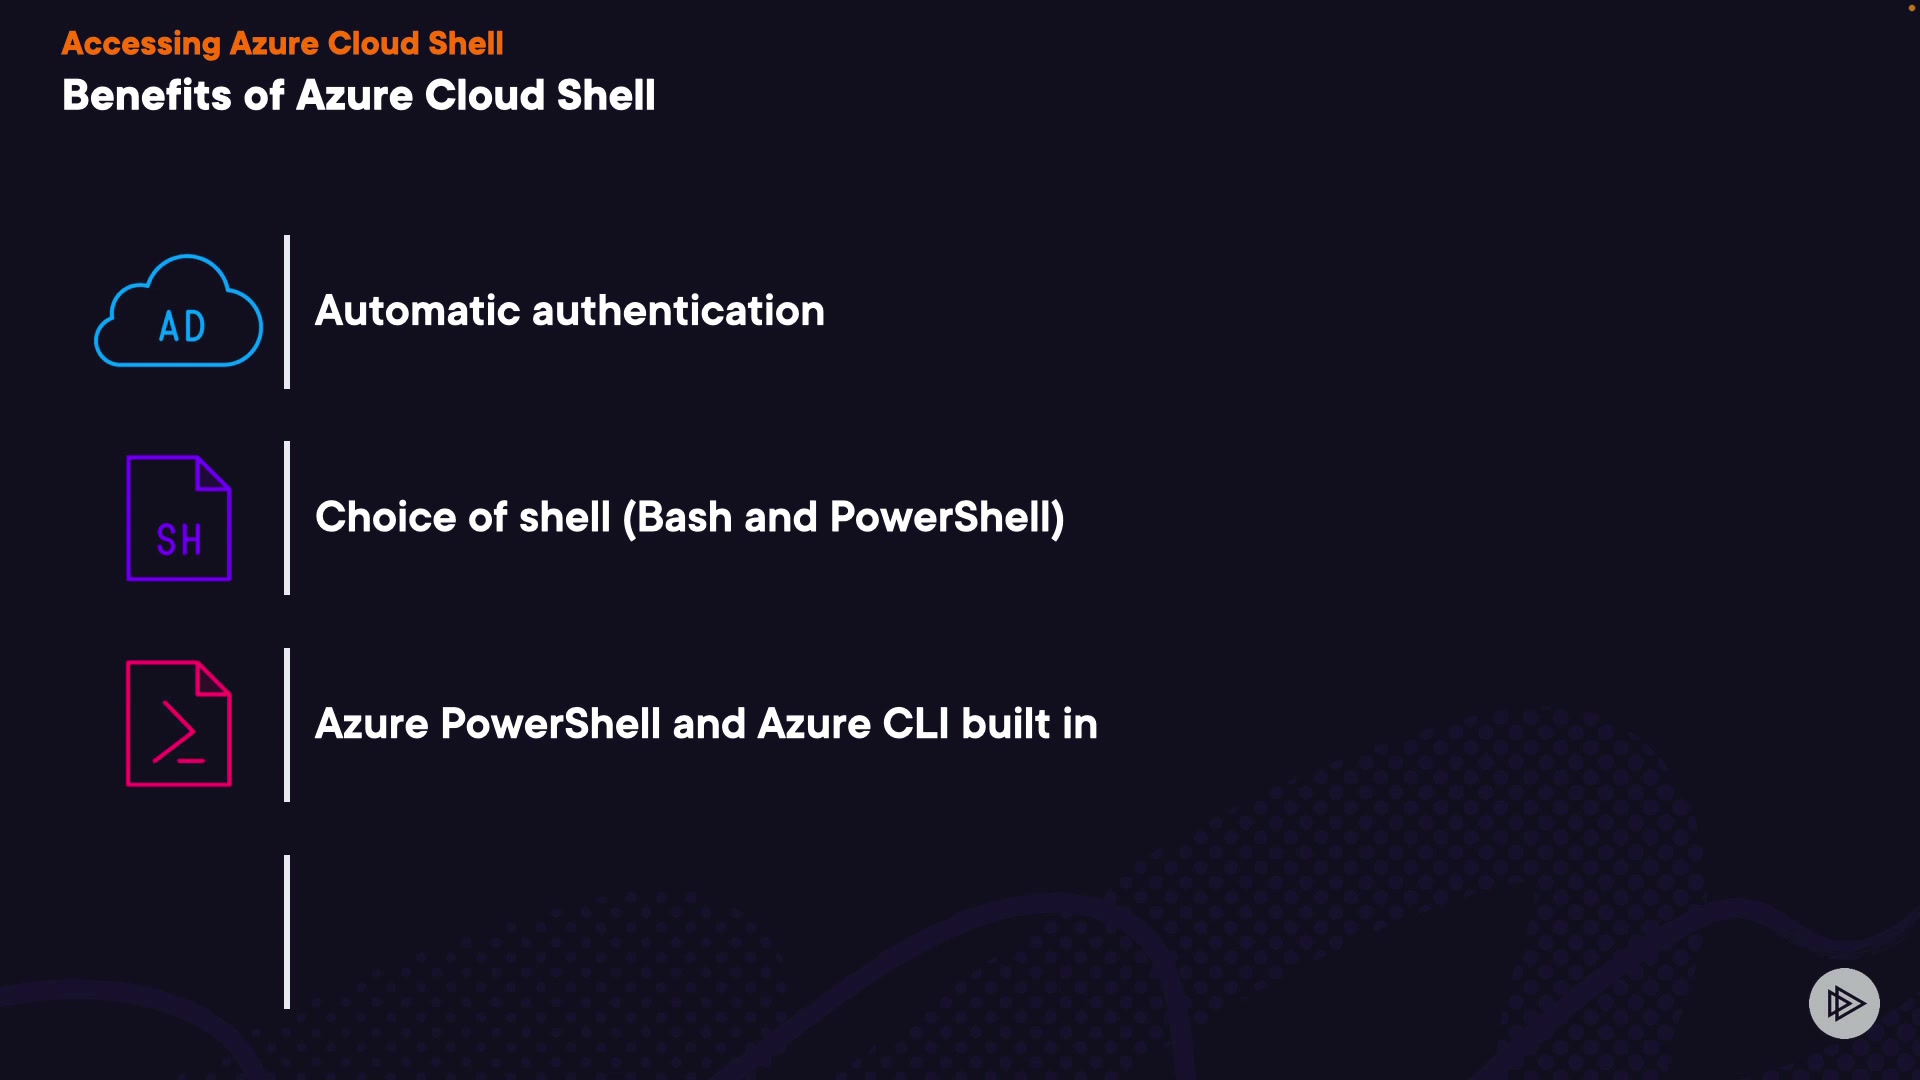 Accessing Azure Cloud Shell
Benefits of Azure Cloud Shell
AD
Automatic authentication
SH
Choice of shell (Bash and PowerShell)
Azure PowerShell and Azure CLI built in